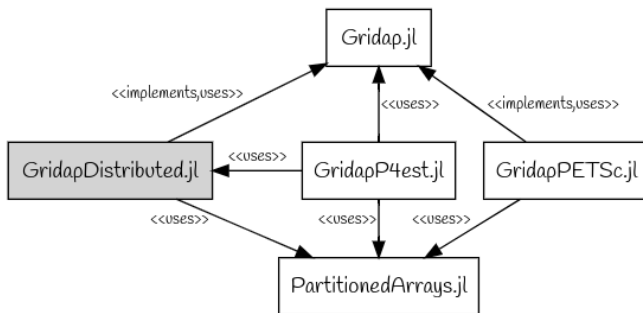 Gridap.jl
<<implements,uses>>
<<uses>>
<<implements,uses>>
GridapDistributed.jl
<<uses>>
GridapP4est.jl
GridapPETSc.jl
<<uses>>
<<uses>>
<<uses>>
PartitionedArrays.jl